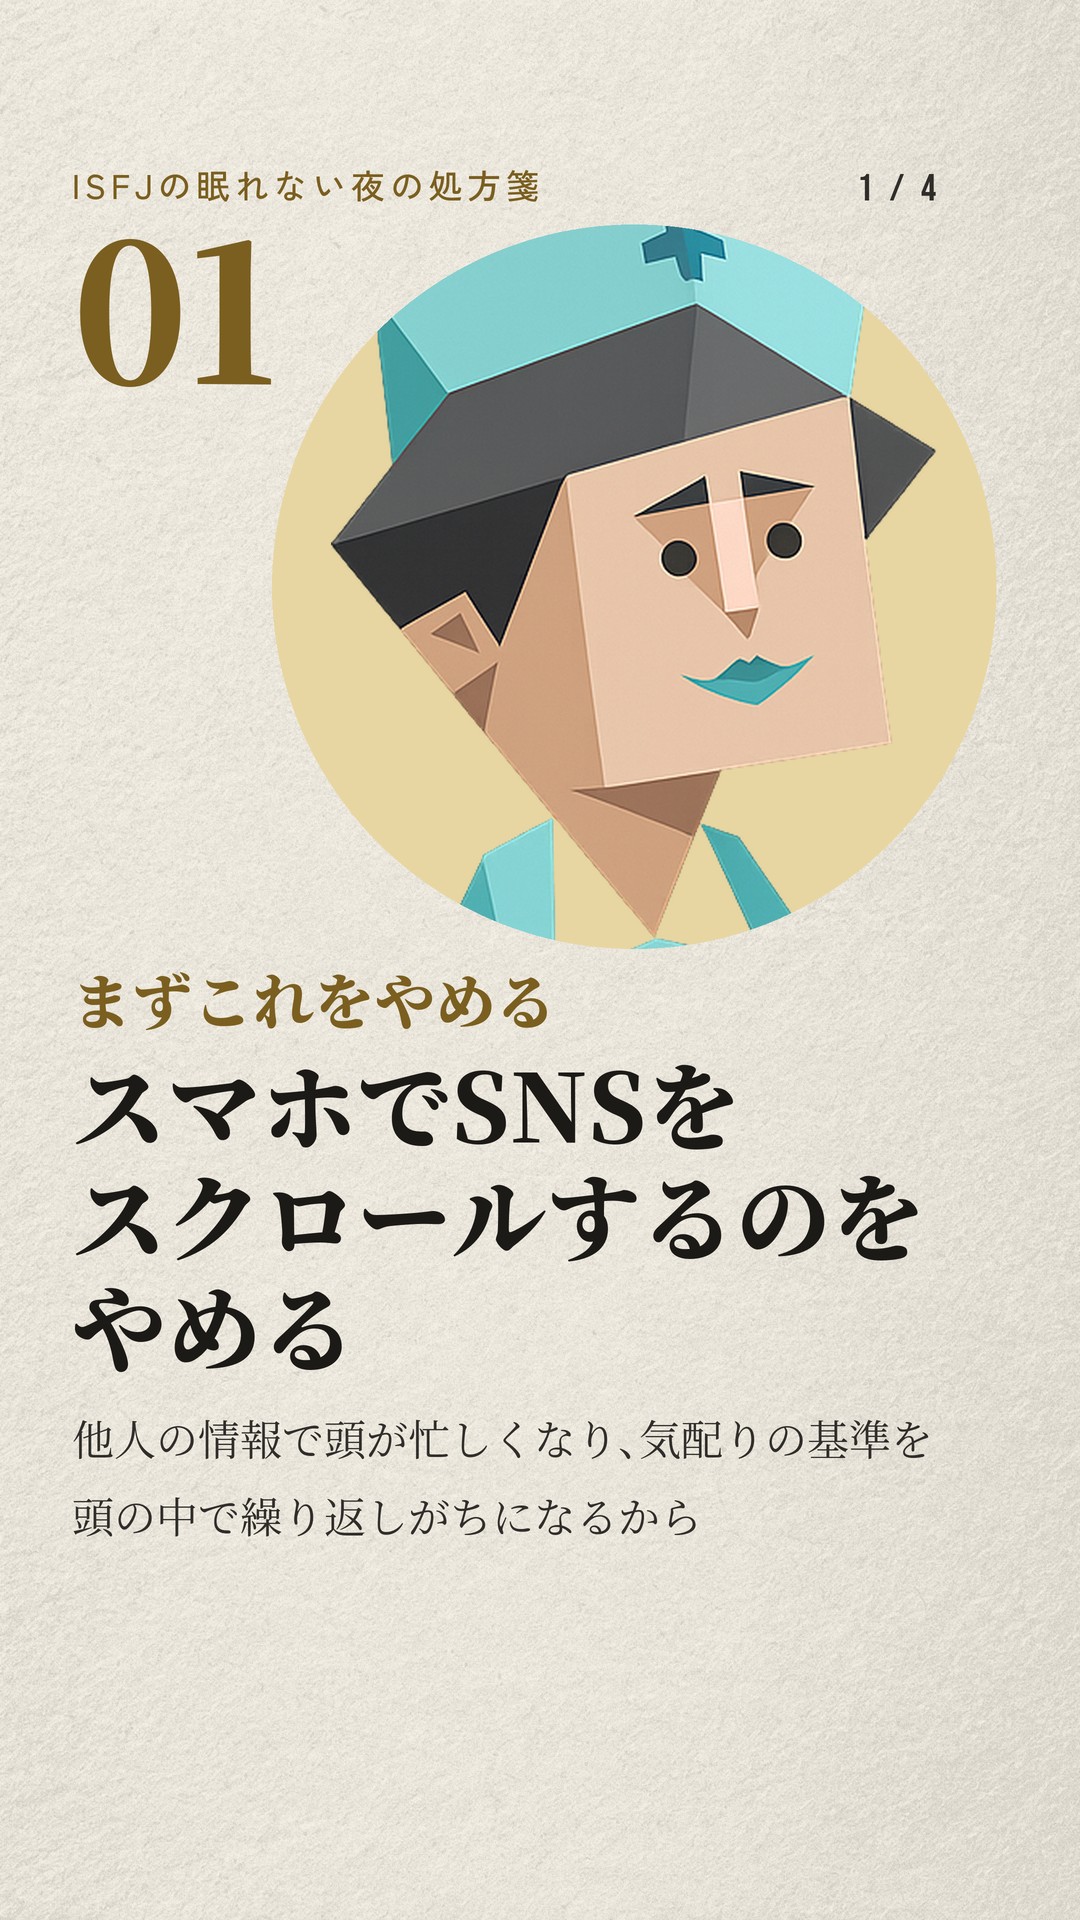 ISFJの眠れない夜の処方箋
1 / 4
01
まずこれをやめる
スマホでSNSを
スクロールするのを
やめる
他人の情報で頭が忙しくなり、気配りの基準を
頭の中で繰り返しがちになるから